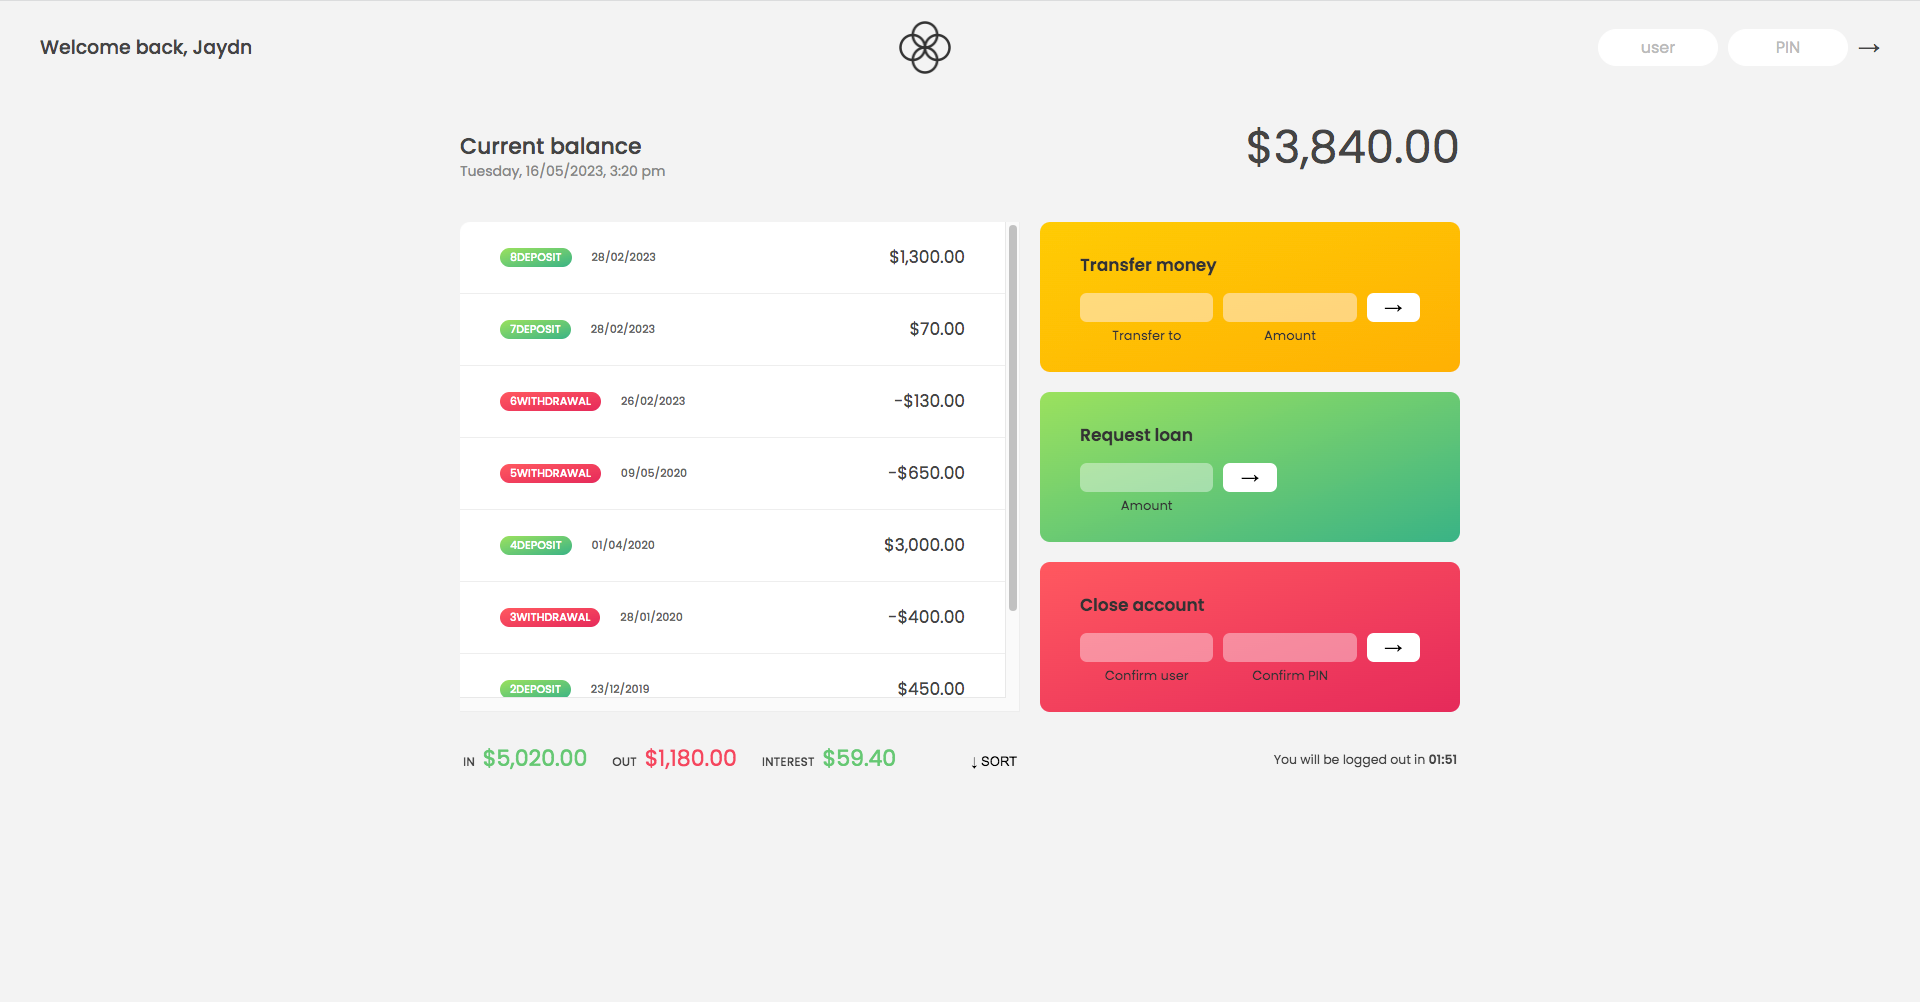 Welcome back, Jaydn
user PIN →
Current balance
Tuesday, 16/05/2023, 3:20 pm
$3,840.00
8DEPOSIT 28/02/2023 $1,300.00
7DEPOSIT 28/02/2023 $70.00
6WITHDRAWAL 26/02/2023 -$130.00
5WITHDRAWAL 09/05/2020 -$650.00
4DEPOSIT 01/04/2020 $3,000.00
3WITHDRAWAL 28/01/2020 -$400.00
2DEPOSIT 23/12/2019 $450.00
Transfer money
→
Transfer to Amount
Request loan
→
Amount
Close account
→
Confirm user Confirm PIN
IN $5,020.00 OUT $1,180.00 INTEREST $59.40 ↓ SORT
You will be logged out in 01:51